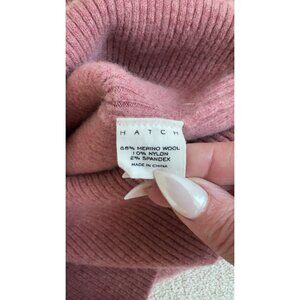 HATCH
88% MERINO WOOL
10% NYLON
2% SPANDEX
MADE IN CHINA